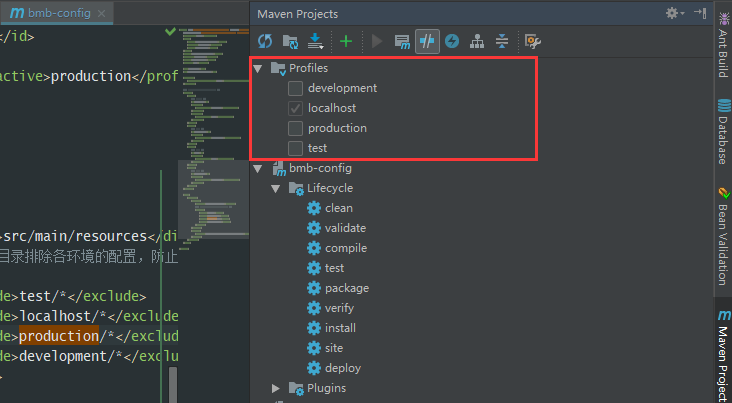 bmb-config
</id>
active>production</prof
>src/main/resources</di
目录排除各环境的配置，防止
de>test/*</exclude>
de>localhost/*</exclude>
de>production/*</exclud
de>development/*</exclu
>
Maven Projects
Profiles
development
localhost
production
test
bmb-config
Lifecycle
clean
validate
compile
test
package
verify
install
site
deploy
Plugins
Ant Build
Database
Bean Validation
Maven Project